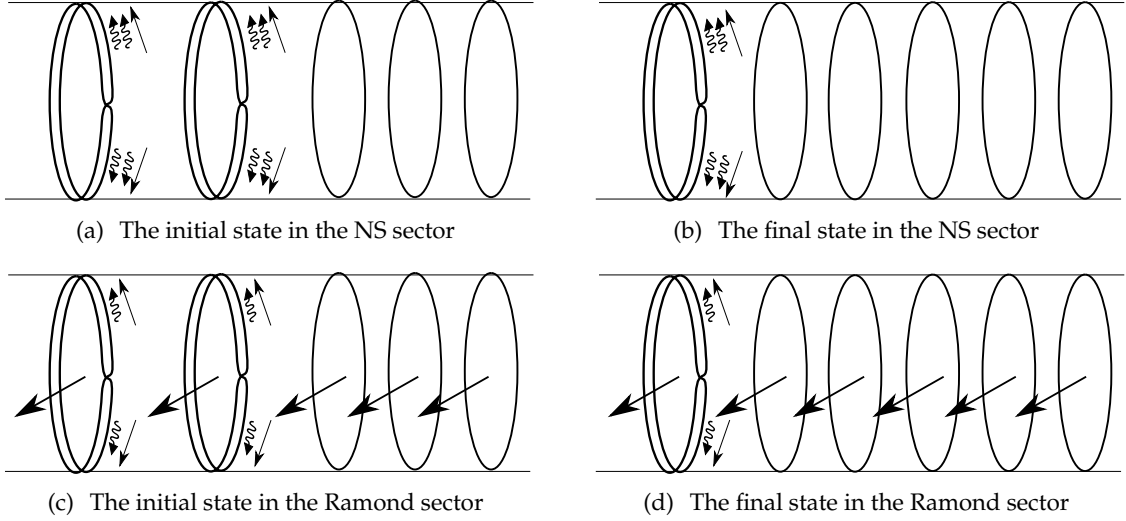 (a) The initial state in the NS sector
(b) The final state in the NS sector
(c) The initial state in the Ramond sector
(d) The final state in the Ramond sector